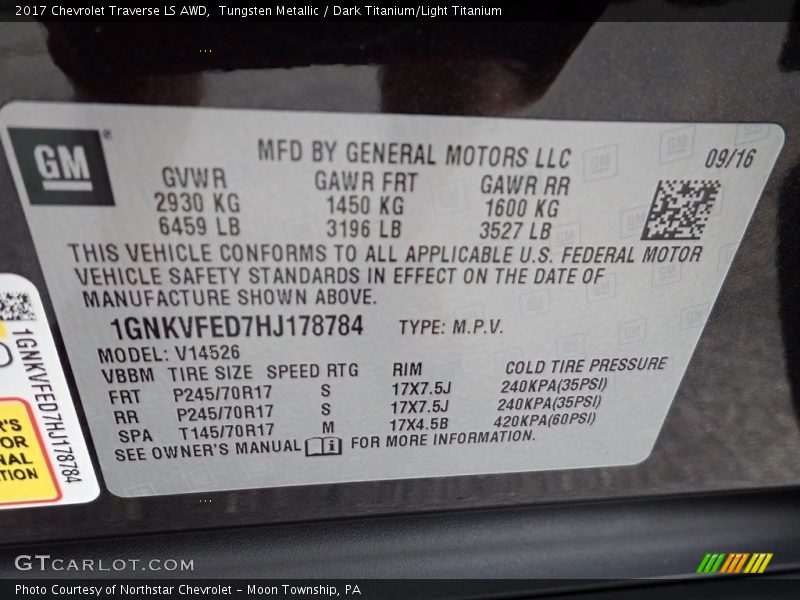 2017 Chevrolet Traverse LS AWD,  Tungsten Metallic / Dark Titanium/Light Titanium
GM®
MFD BY GENERAL MOTORS LLC
09/16
GVWR GAWR FRT GAWR RR
2930 KG 1450 KG 1600 KG
6459 LB 3196 LB 3527 LB
THIS VEHICLE CONFORMS TO ALL APPLICABLE U.S. FEDERAL MOTOR
VEHICLE SAFETY STANDARDS IN EFFECT ON THE DATE OF
MANUFACTURE SHOWN ABOVE.
1GNKVFED7HJ178784 TYPE: M.P.V.
MODEL: V14526
VBBM TIRE SIZE SPEED RTG RIM COLD TIRE PRESSURE
FRT P245/70R17 S 17X7.5J 240KPA(35PSI)
RR P245/70R17 S 17X7.5J 240KPA(35PSI)
SPA T145/70R17 M 17X4.5B 420KPA(60PSI)
SEE OWNER'S MANUAL FOR MORE INFORMATION.
1GNKVFED7HJ178784
R'S
OR
NAL
TION
GTCARLOT.COM
Photo Courtesy of Northstar Chevrolet - Moon Township, PA